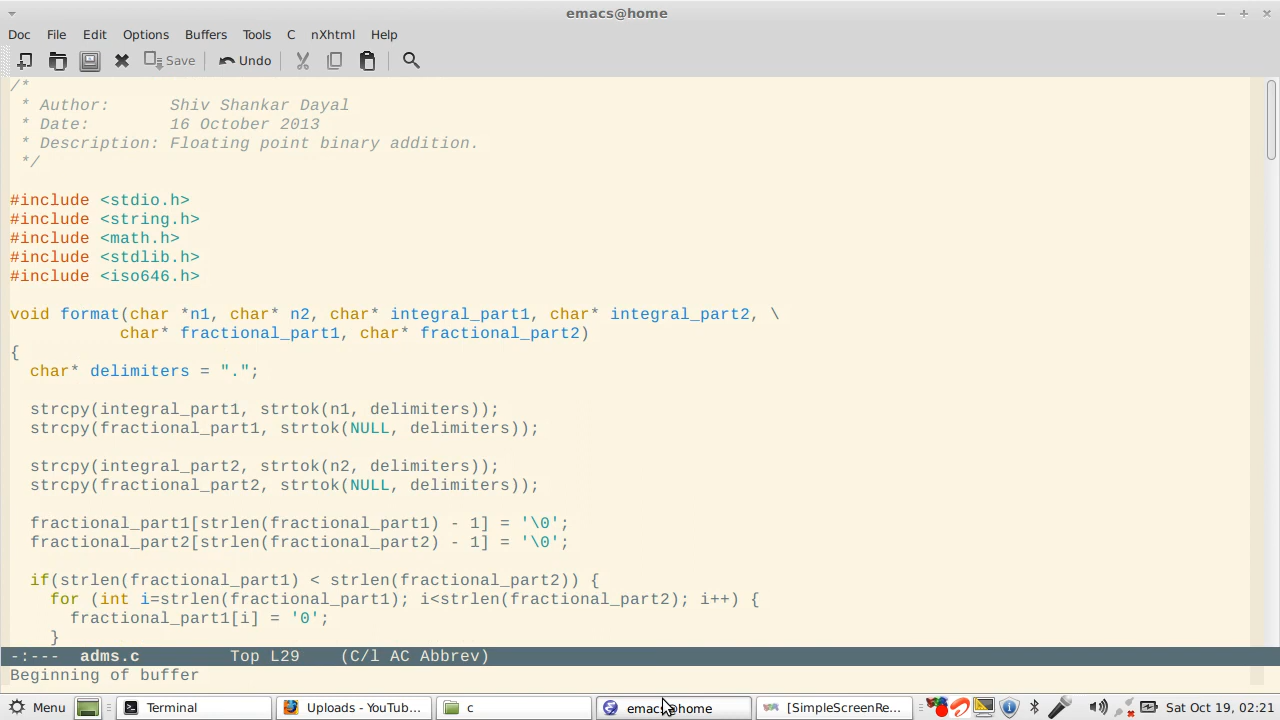 emacs@home
Doc File Edit Options Buffers Tools C nXhtml Help
Save Undo
/*
 * Author:      Shiv Shankar Dayal
 * Date:        16 October 2013
 * Description: Floating point binary addition.
 */
#include <stdio.h>
#include <string.h>
#include <math.h>
#include <stdlib.h>
#include <iso646.h>
void format(char *n1, char* n2, char* integral_part1, char* integral_part2, \
           char* fractional_part1, char* fractional_part2)
{
  char* delimiters = ".";
  strcpy(integral_part1, strtok(n1, delimiters));
  strcpy(fractional_part1, strtok(NULL, delimiters));
  strcpy(integral_part2, strtok(n2, delimiters));
  strcpy(fractional_part2, strtok(NULL, delimiters));
  fractional_part1[strlen(fractional_part1) - 1] = '\0';
  fractional_part2[strlen(fractional_part2) - 1] = '\0';
  if(strlen(fractional_part1) < strlen(fractional_part2)) {
    for (int i=strlen(fractional_part1); i<strlen(fractional_part2); i++) {
      fractional_part1[i] = '0';
    }
-:--- adms.c Top L29 (C/l AC Abbrev)
Beginning of buffer
Menu Terminal Uploads - YouTub... c emacs@home [SimpleScreenRe... Sat Oct 19, 02:21